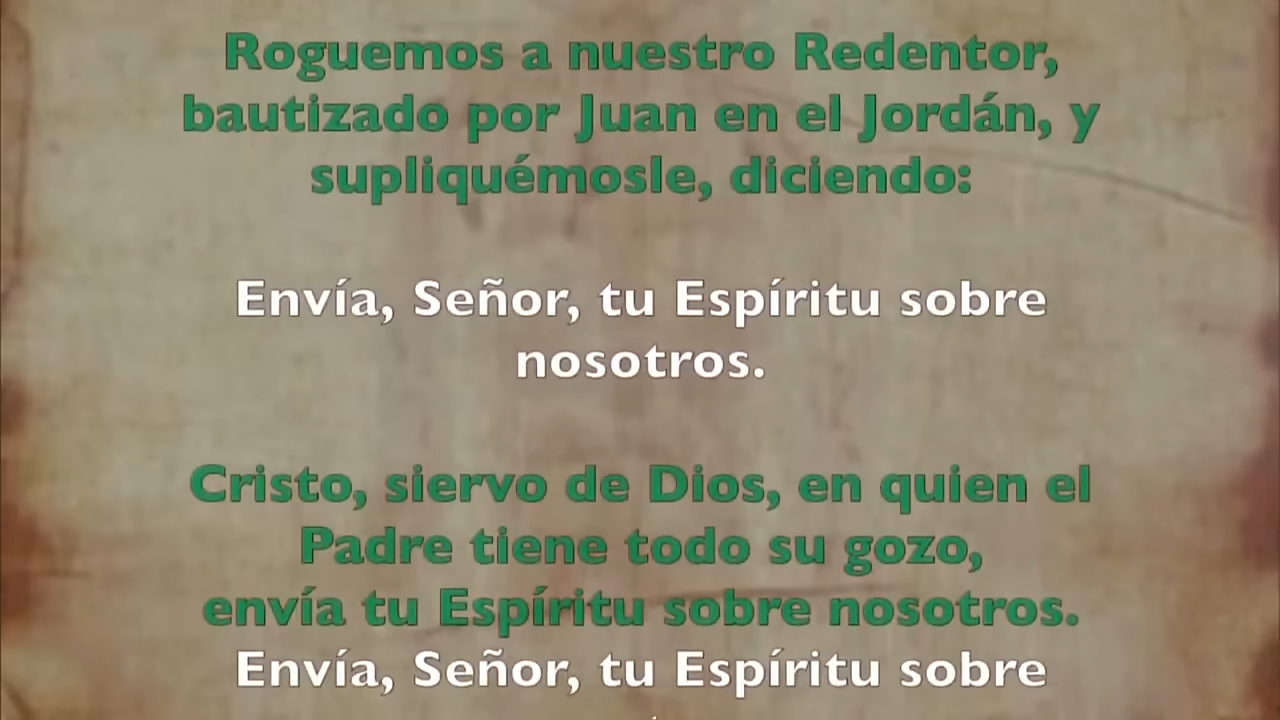 Roguemos a nuestro Redentor,
bautizado por Juan en el Jordán, y
supliquémosle, diciendo:
Envía, Señor, tu Espíritu sobre
nosotros.
Cristo, siervo de Dios, en quien el
Padre tiene todo su gozo,
envía tu Espíritu sobre nosotros.
Envía, Señor, tu Espíritu sobre